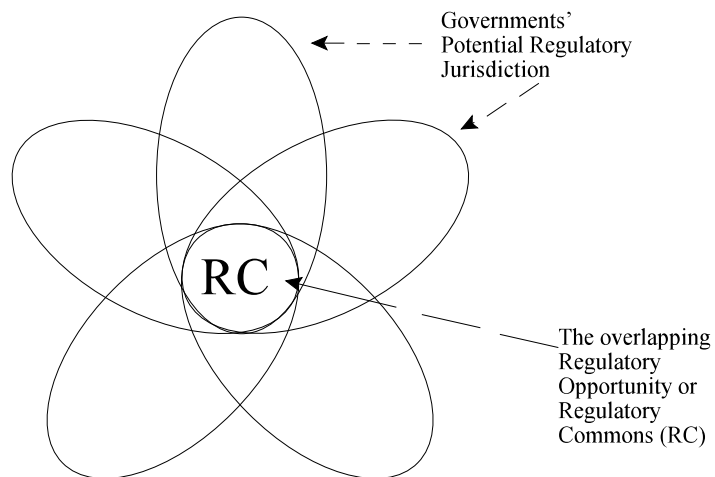 Governments’
Potential Regulatory
Jurisdiction
RC
The overlapping
Regulatory
Opportunity or
Regulatory
Commons (RC)